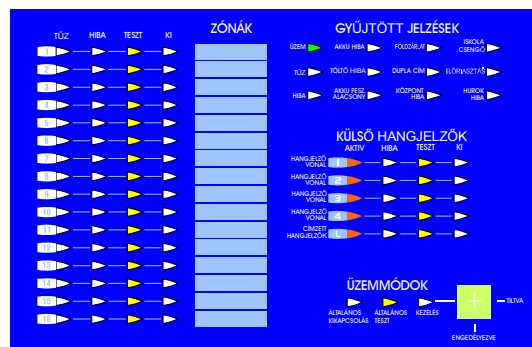 TŰZ HIBA TESZT KI
ZÓNÁK
1
2
3
4
5
6
7
8
9
10
11
12
13
14
15
16
GYŰJTÖTT JELZÉSEK
ÜZEM AKKU HIBA FÖLDZÁRLAT ISKOLA
CSENGŐ
TŰZ TÖLTŐ HIBA DUPLA CÍM ELŐRIASZTÁS
HIBA AKKU FESZ KÖZPONT HUROK
ALACSONY HIBA HIBA
KÜLSŐ HANGJELZŐK
AKTIV HIBA TESZT KI
HANGJELZŐ
VONAL 1
HANGJELZŐ
VONAL 2
HANGJELZŐ
VONAL 3
HANGJELZŐ
VONAL 4
CÍMZETT
HANGJELZŐK L
ÜZEMMÓDOK
TILTVA
ÁLTALÁNOS ÁLTALÁNOS KEZELÉS
KIKAPCSOLÁS TESZT
ENGEDÉLYEZVE